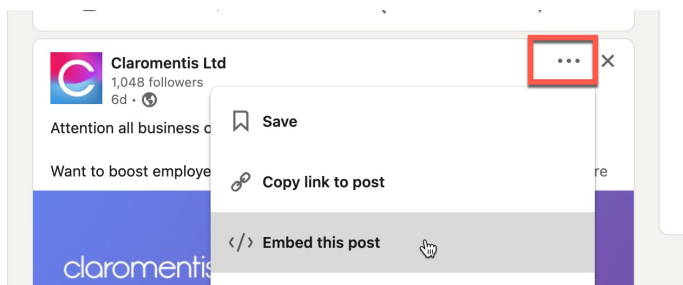 Claromentis Ltd
1,048 followers
6d •
Attention all business o
Save
Want to boost employe
re
Copy link to post
</> Embed this post
claromentis